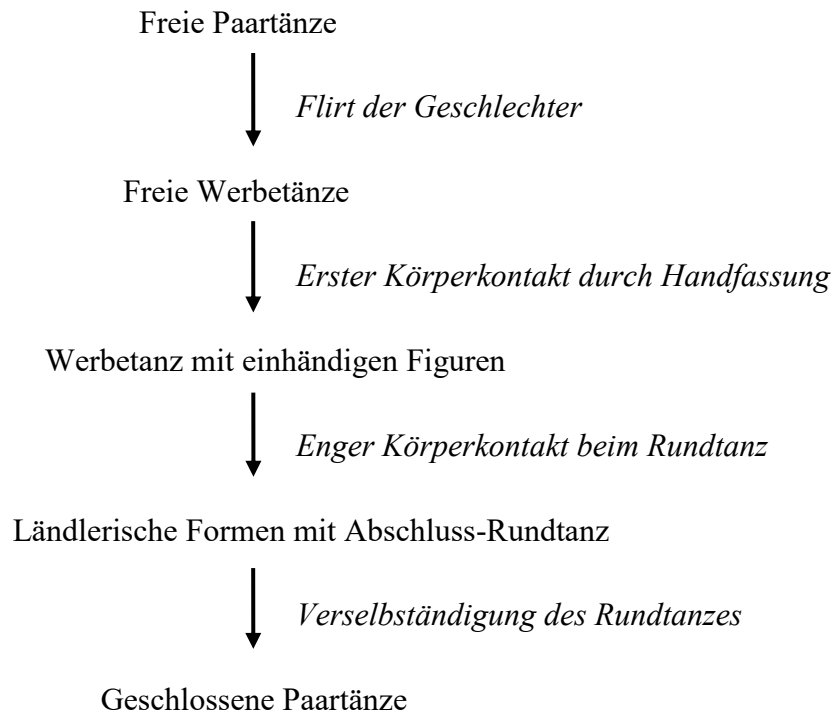 Freie Paartänze
Flirt der Geschlechter
Freie Werbetänze
Erster Körperkontakt durch Handfassung
Werbetanz mit einhändigen Figuren
Enger Körperkontakt beim Rundtanz
Ländlerische Formen mit Abschluss-Rundtanz
Verselbständigung des Rundtanzes
Geschlossene Paartänze